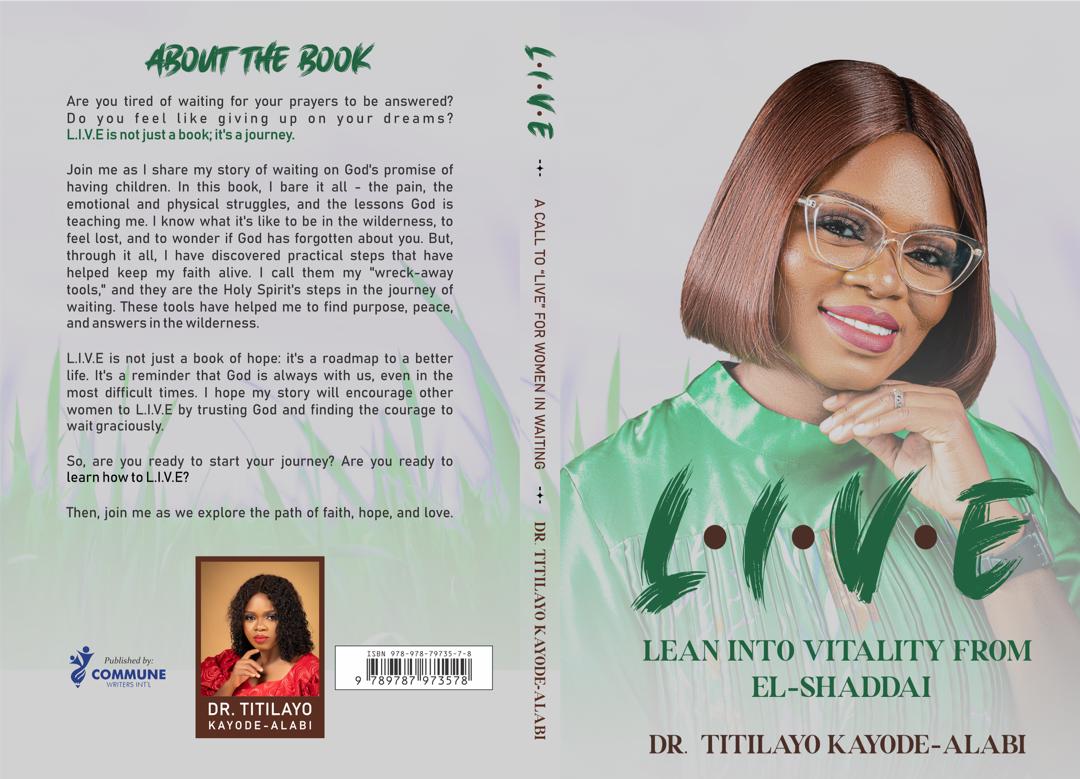 ABOUT THE BOOK
Are you tired of waiting for your prayers to be answered?
Do you feel like giving up on your dreams?
L.I.V.E is not just a book; it's a journey.
Join me as I share my story of waiting on God's promise of
having children. In this book, I bare it all - the pain, the
emotional and physical struggles, and the lessons God is
teaching me. I know what it's like to be in the wilderness, to
feel lost, and to wonder if God has forgotten about you. But,
through it all, I have discovered practical steps that have
helped keep my faith alive. I call them my "wreck-away
tools," and they are the Holy Spirit's steps in the journey of
waiting. These tools have helped me to find purpose, peace,
and answers in the wilderness.
L.I.V.E is not just a book of hope: it's a roadmap to a better
life. It's a reminder that God is always with us, even in the
most difficult times. I hope my story will encourage other
women to L.I.V.E by trusting God and finding the courage to
wait graciously.
So, are you ready to start your journey? Are you ready to
learn how to L.I.V.E?
Then, join me as we explore the path of faith, hope, and love.
Published by:
COMMUNE
WRITERS INT'L
DR. TITILAYO
KAYODE-ALABI
ISBN 978-978-79735-7-8
9 789787 973578
L.I.V.E
A CALL TO "LIVE" FOR WOMEN IN WAITING
DR. TITILAYO KAYODE-ALABI
L.I.V.E
LEAN INTO VITALITY FROM
EL-SHADDAI
DR. TITILAYO KAYODE-ALABI